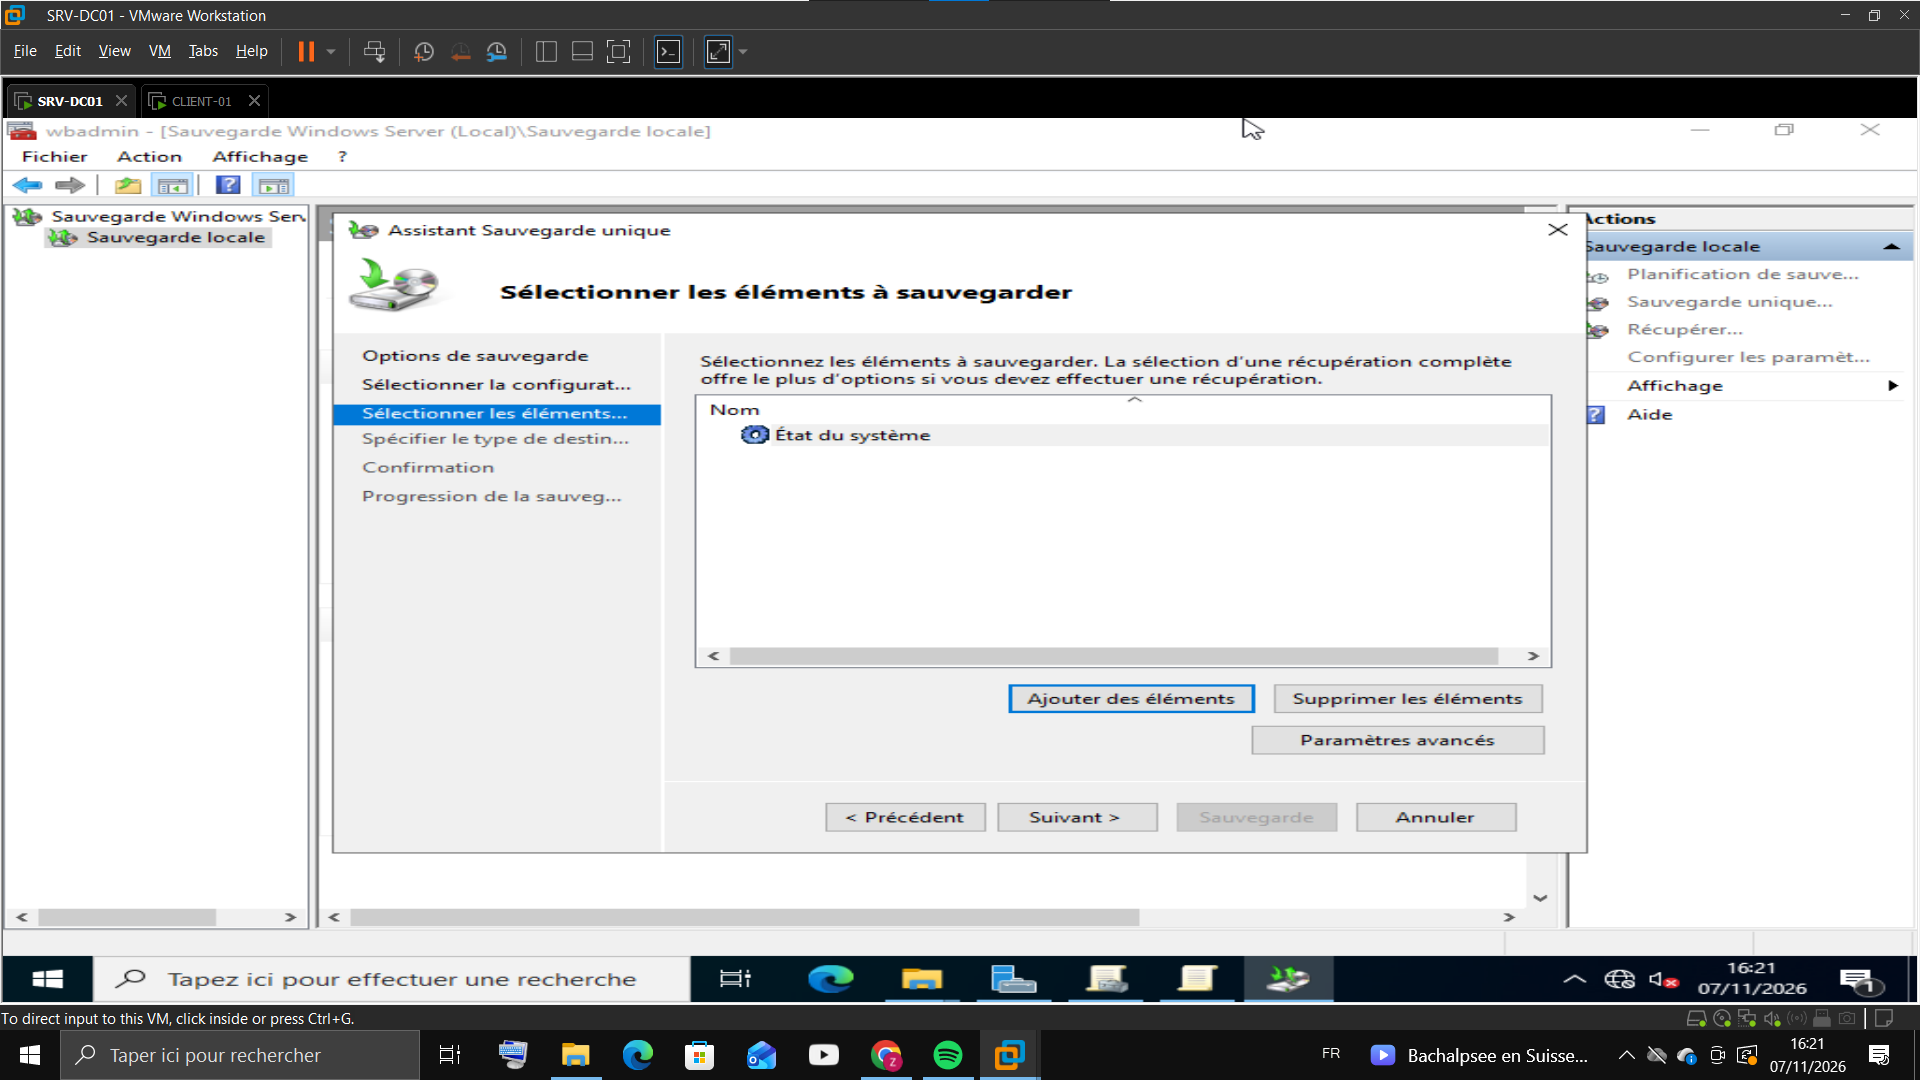 SRV-DC01 - VMware Workstation
File Edit View VM Tabs Help
SRV-DC01 CLIENT-01
wbadmin - [Sauvegarde Windows Server (Local)\Sauvegarde locale]
Fichier Action Affichage ?
Sauvegarde Windows Ser
Sauvegarde locale
Assistant Sauvegarde unique
Sélectionner les éléments à sauvegarder
Options de sauvegarde
Sélectionner la configurat...
Sélectionner les éléments...
Spécifier le type de destin...
Confirmation
Progression de la sauveg...
Sélectionnez les éléments à sauvegarder. La sélection d'une récupération complète
offre le plus d'options si vous devez effectuer une récupération.
Nom
État du système
Ajouter des éléments Supprimer les éléments
Paramètres avancés
< Précédent Suivant > Sauvegarde Annuler
Actions
Sauvegarde locale
Planification de sauve...
Sauvegarde unique...
Récupérer...
Configurer les paramèt...
Affichage
Aide
Tapez ici pour effectuer une recherche
16:21
07/11/2026
1
To direct input to this VM, click inside or press Ctrl+G.
Taper ici pour rechercher
FR
Bachalpsee en Suisse...
16:21
07/11/2026